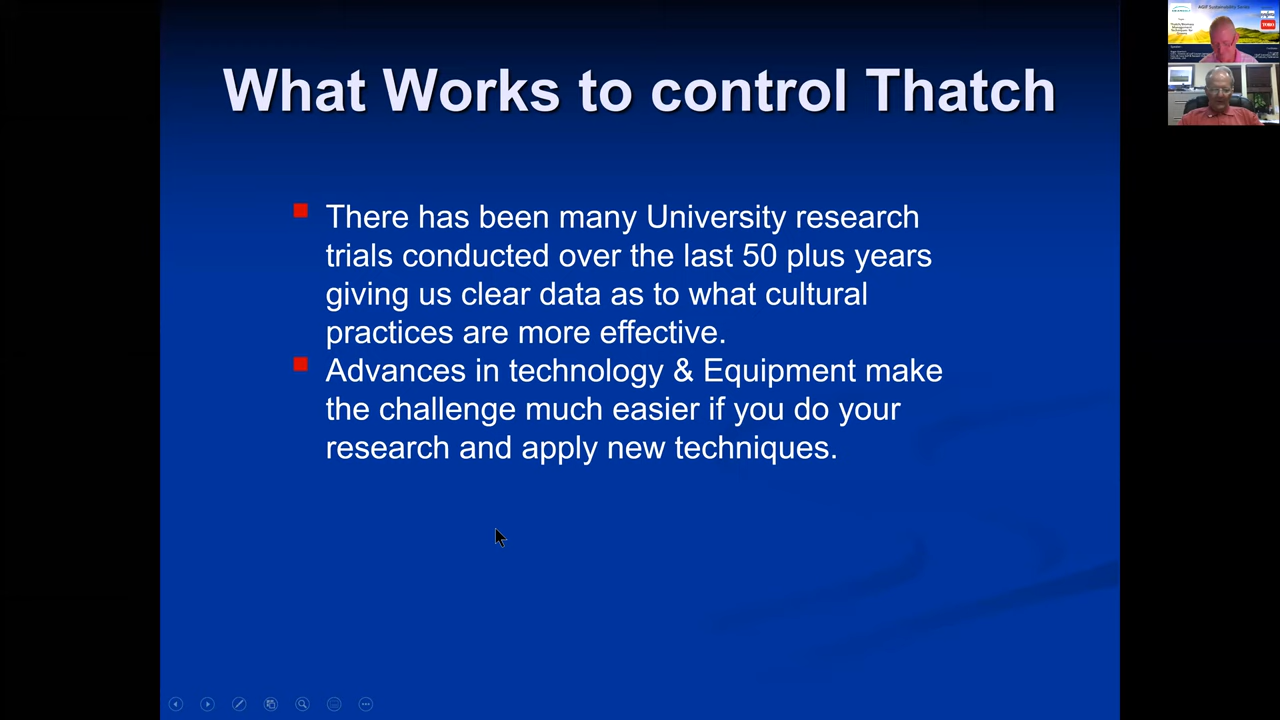 What Works to control Thatch
There has been many University research
trials conducted over the last 50 plus years
giving us clear data as to what cultural
practices are more effective.
Advances in technology & Equipment make
the challenge much easier if you do your
research and apply new techniques.
TORO